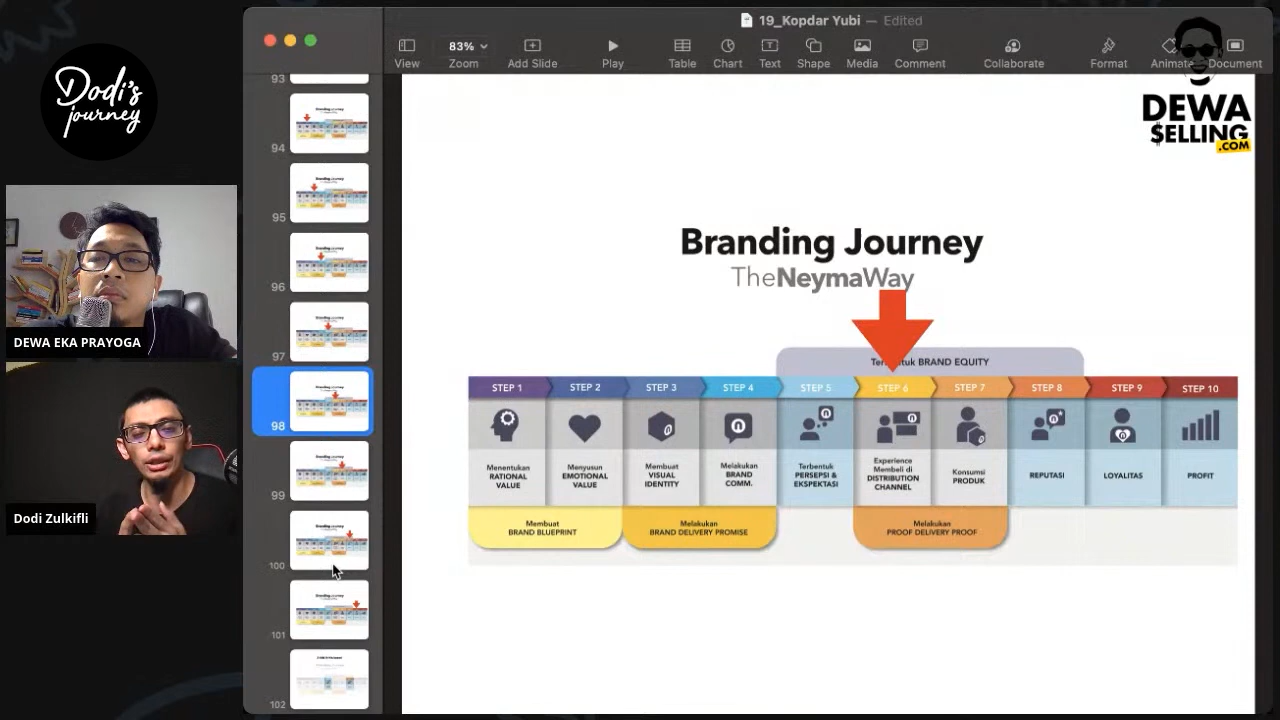 Dodi's
journey
DEWA EKA PRAYOGA
Dodi Zulkifli
19_Kopdar Yubi — Edited
83%
View
Zoom
Add Slide
Play
Table
Chart
Text
Shape
Media
Comment
Collaborate
Format
Animate
Document
DEWA
$ELLING
.COM
93
94
95
96
97
98
99
100
101
102
Branding Journey
TheNeymaWay
BRAND EQUITY
STEP 1
STEP 2
STEP 3
STEP 4
STEP 5
STEP 6
STEP 7
STEP 8
STEP 9
STEP 10
Menentukan
RATIONAL
VALUE
Menyusun
EMOTIONAL
VALUE
Membuat
VISUAL
IDENTITY
Melakukan
BRAND
COMM.
Terbentuk
PERSEPSI &
EKSPEKTASI
Experience
Membeli di
DISTRIBUTION
CHANNEL
Konsumsi
PRODUK
REPUTASI
LOYALITAS
PROFIT
Membuat
BRAND BLUEPRINT
Melakukan
BRAND DELIVERY PROMISE
Melakukan
PROOF DELIVERY PROOF